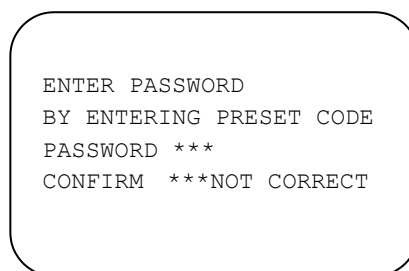 ENTER PASSWORD
BY ENTERING PRESET CODE
PASSWORD ***
CONFIRM ***NOT CORRECT